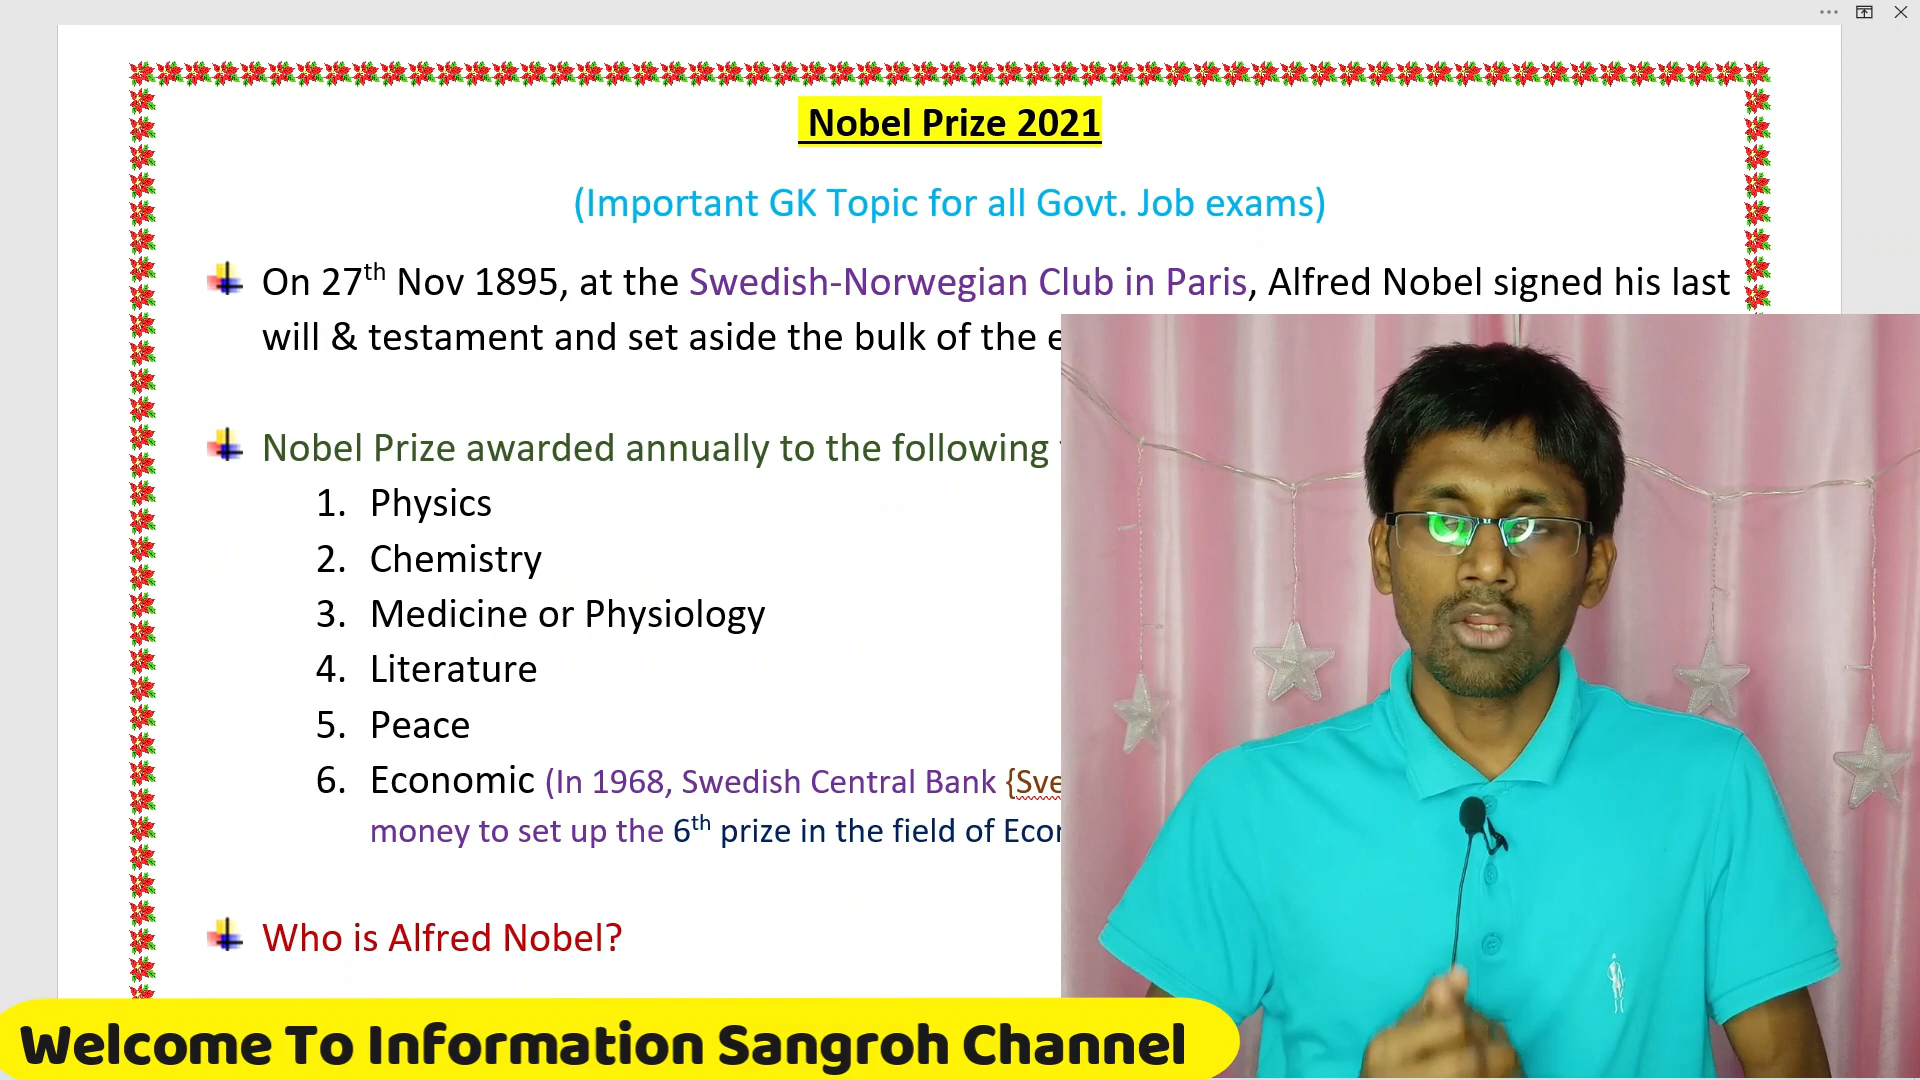 Nobel Prize 2021
(Important GK Topic for all Govt. Job exams)
On 27th Nov 1895, at the Swedish-Norwegian Club in Paris, Alfred Nobel signed his last
will & testament and set aside the bulk of the
Nobel Prize awarded annually to the following
1. Physics
2. Chemistry
3. Medicine or Physiology
4. Literature
5. Peace
6. Economic (In 1968, Swedish Central Bank {Sve
money to set up the 6th prize in the field of Econ
Who is Alfred Nobel?
Welcome To Information Sangroh Channel